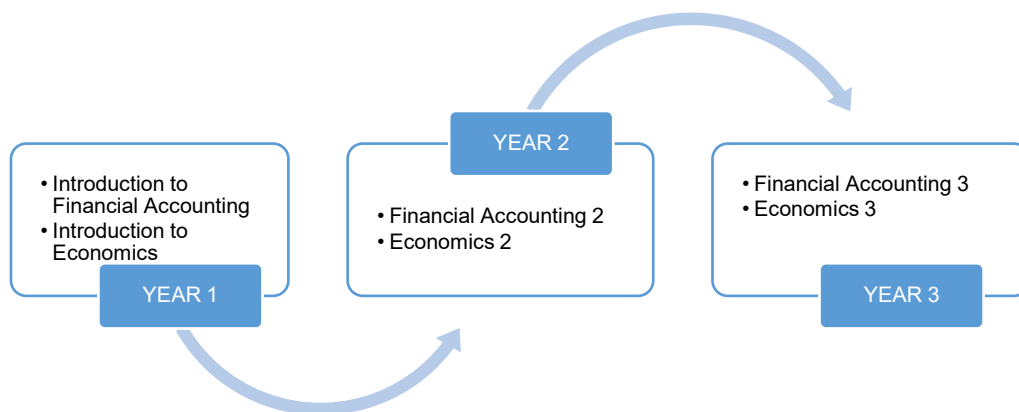 • Introduction to
Financial Accounting
• Introduction to
Economics
YEAR 1
YEAR 2
• Financial Accounting 2
• Economics 2
• Financial Accounting 3
• Economics 3
YEAR 3